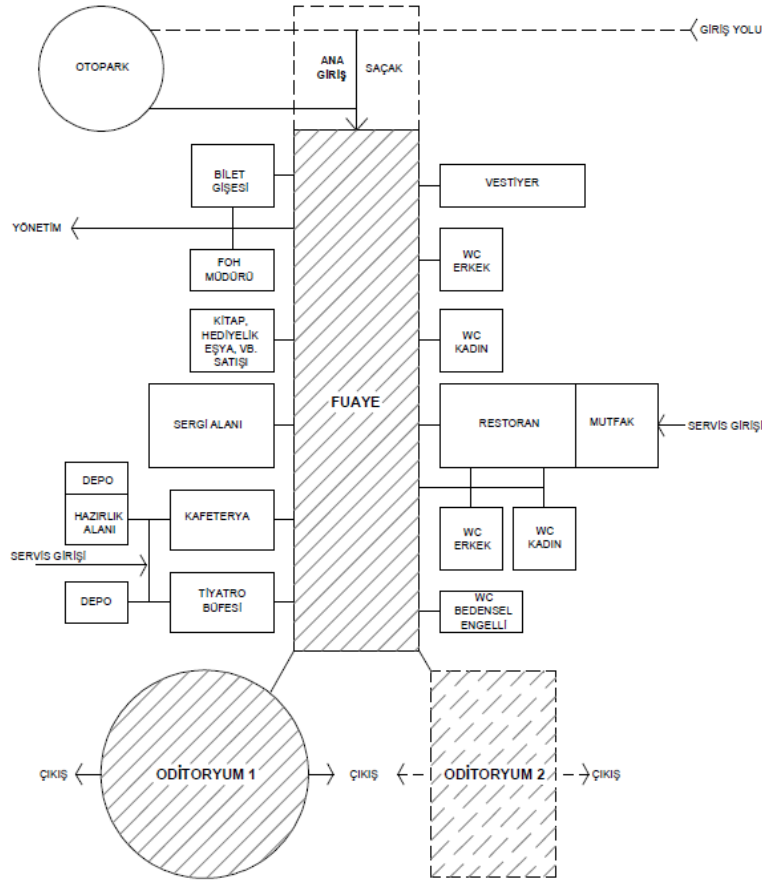 GİRİŞ YOLU
OTOPARK
ANA
GİRİŞ
SAÇAK
BİLET
GİŞESİ
VESTİYER
YÖNETİM
FOH
MÜDÜRÜ
WC
ERKEK
KİTAP,
HEDİYELİK
EŞYA, VB.
SATIŞI
WC
KADIN
FUAYE
SERGİ ALANI
RESTORAN
MUTFAK
SERVİS GİRİŞİ
DEPO
HAZIRLIK
ALANI
KAFETERYA
WC
ERKEK
WC
KADIN
SERVİS GİRİŞİ
DEPO
TİYATRO
BÜFESİ
WC
BEDENSEL
ENGELLİ
ÇIKIŞ
ODİTORYUM 1
ÇIKIŞ
ODİTORYUM 2
ÇIKIŞ